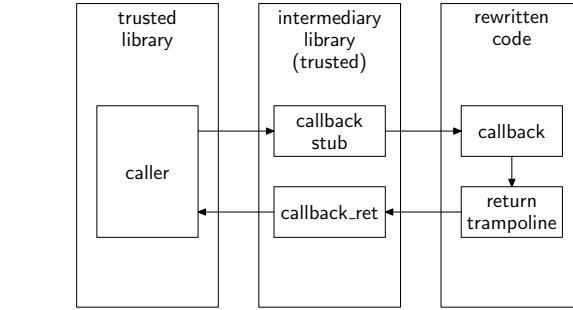 trusted
library
intermediary
library
(trusted)
rewritten
code
caller
callback
stub
callback
callback_ret
return
trampoline